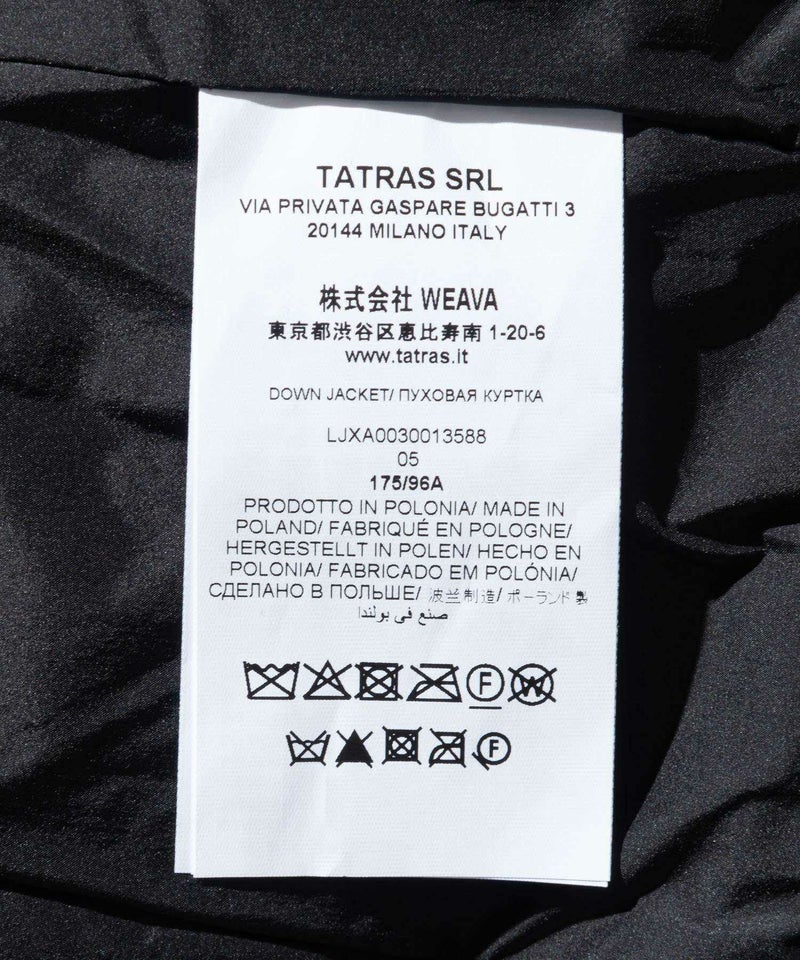 TATRAS SRL
VIA PRIVATA GASPARE BUGATTI 3
20144 MILANO ITALY
株式会社 WEAVA
東京都渋谷区恵比寿南 1-20-6
www.tatras.it
DOWN JACKET/ ПУХОВАЯ КУРТКА
LJXA0030013588
05
175/96A
PRODOTTO IN POLONIA/ MADE IN
POLAND/ FABRIQUÉ EN POLOGNE/
HERGESTELLT IN POLEN/ HECHO EN
POLONIA/ FABRICADO EM POLÓNIA/
СДЕЛАНО В ПОЛЬШЕ/ 波兰制造/ ポーランド 製
صنع في بولندا
F W
F